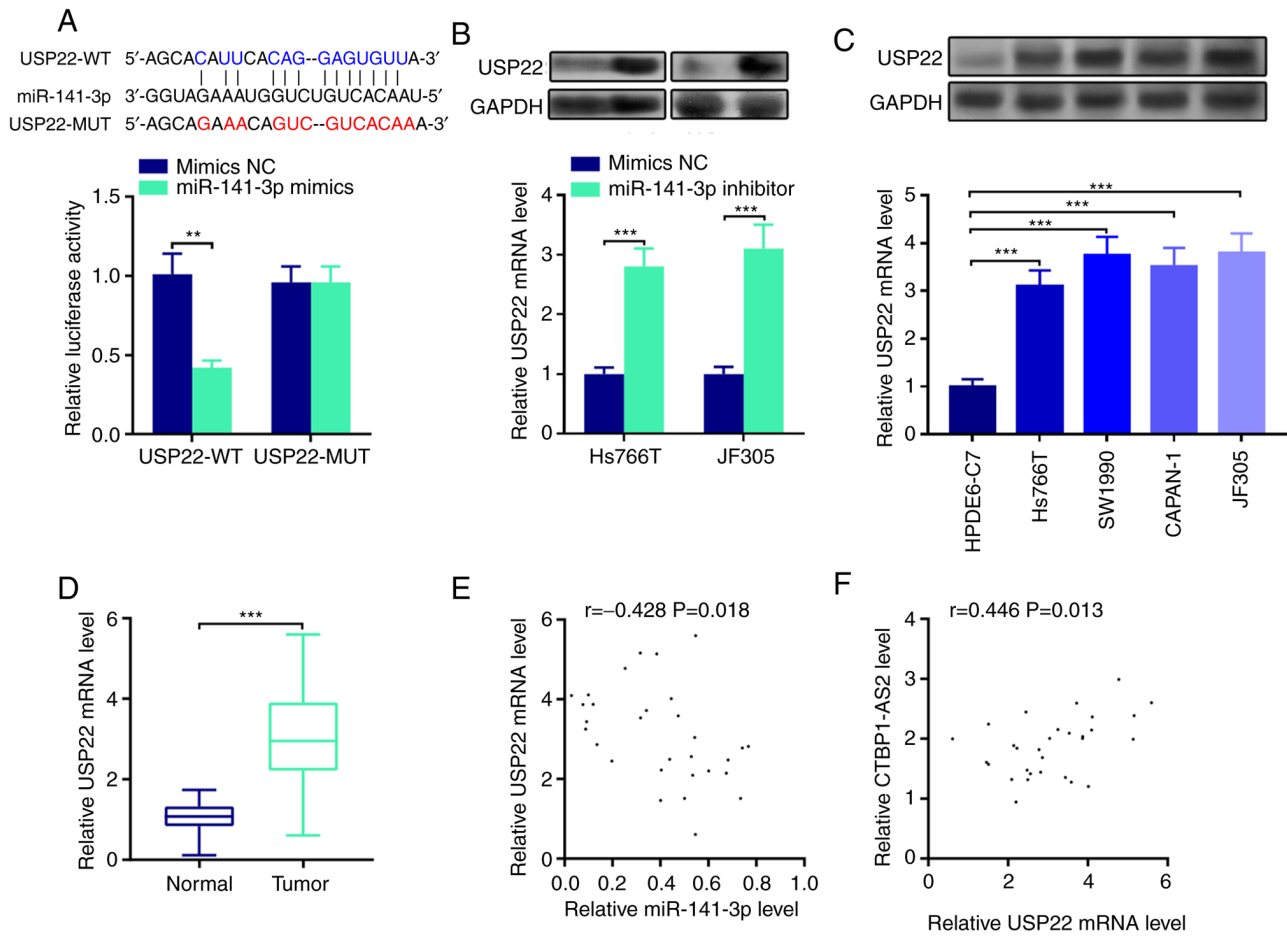 A
USP22-WT 5′-AGCACAUUCACAG--GAGUGUUA-3′
miR-141-3p 3′-GGUAGAAAUGGUCUGUCACAAU-5′
USP22-MUT 5′-AGCAGAAACAGUC--GUCACAAA-3′
Mimics NC
miR-141-3p mimics
Relative luciferase activity
1.5
1.0
0.5
0.0
**
USP22-WT USP22-MUT
B
USP22
GAPDH
Mimics NC
miR-141-3p inhibitor
Relative USP22 mRNA level
4
3
2
1
0
***
***
Hs766T JF305
C
USP22
GAPDH
Relative USP22 mRNA level
5
4
3
2
1
0
***
***
***
***
HPDE6-C7
Hs766T
SW1990
CAPAN-1
JF305
D
Relative USP22 mRNA level
6
4
2
0
***
Normal Tumor
E
r=−0.428 P=0.018
Relative USP22 mRNA level
6
4
2
0
0.0 0.2 0.4 0.6 0.8 1.0
Relative miR-141-3p level
F
r=0.446 P=0.013
Relative CTBP1-AS2 level
4
3
2
1
0
0 2 4 6
Relative USP22 mRNA level